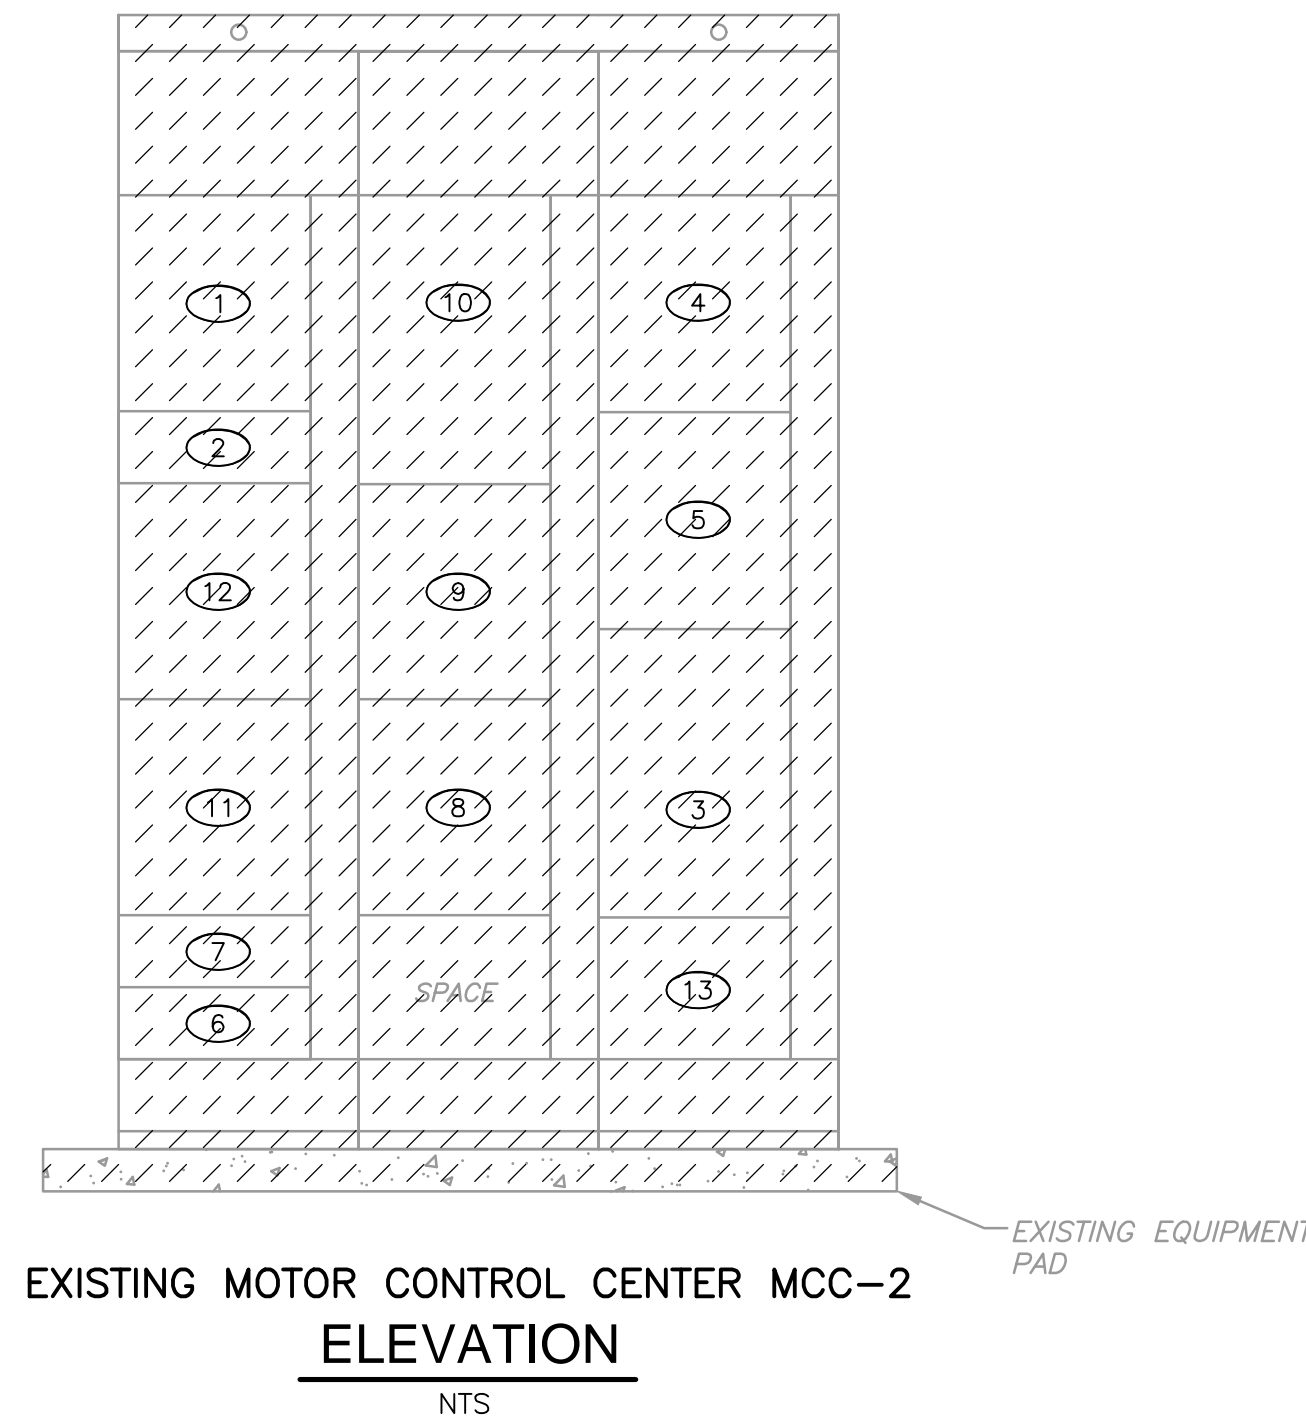 1
10
4
2
5
12
9
11
8
3
7
SPACE
13
6
EXISTING EQUIPMENT
PAD
EXISTING MOTOR CONTROL CENTER MCC-2
ELEVATION
NTS